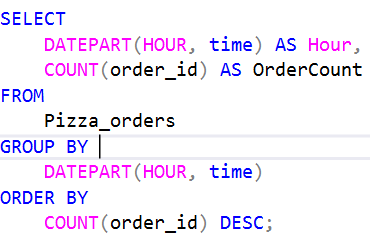 SELECT
    DATEPART(HOUR, time) AS Hour,
    COUNT(order_id) AS OrderCount
FROM
    Pizza_orders
GROUP BY
    DATEPART(HOUR, time)
ORDER BY
    COUNT(order_id) DESC;